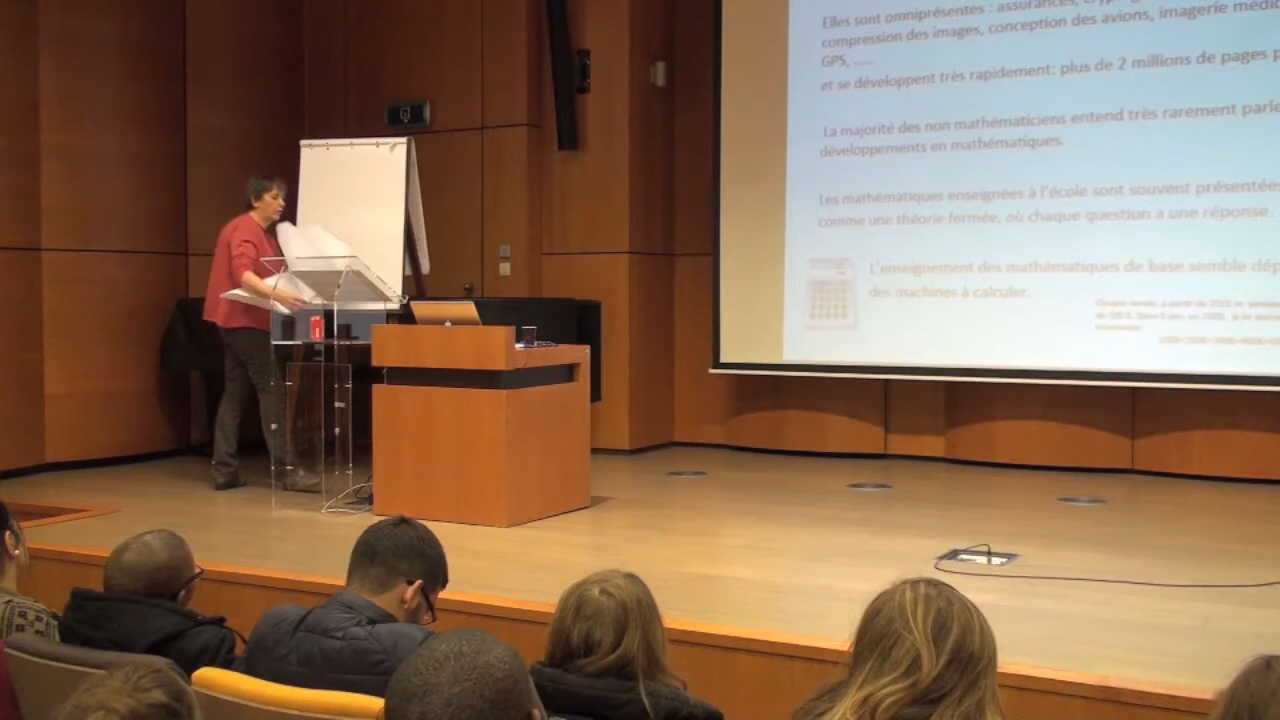 Elles sont omniprésentes : assurances,
compression des images, conception des avions, imagerie médic
GPS, .....
et se développent très rapidement: plus de 2 millions de pages p
La majorité des non mathématiciens entend très rarement parle
développements en mathématiques.
Les mathématiques enseignées à l'école sont souvent présentée
comme une théorie fermée, où chaque question a une réponse.
L'enseignement des mathématiques de base semble dép
des machines à calculer.